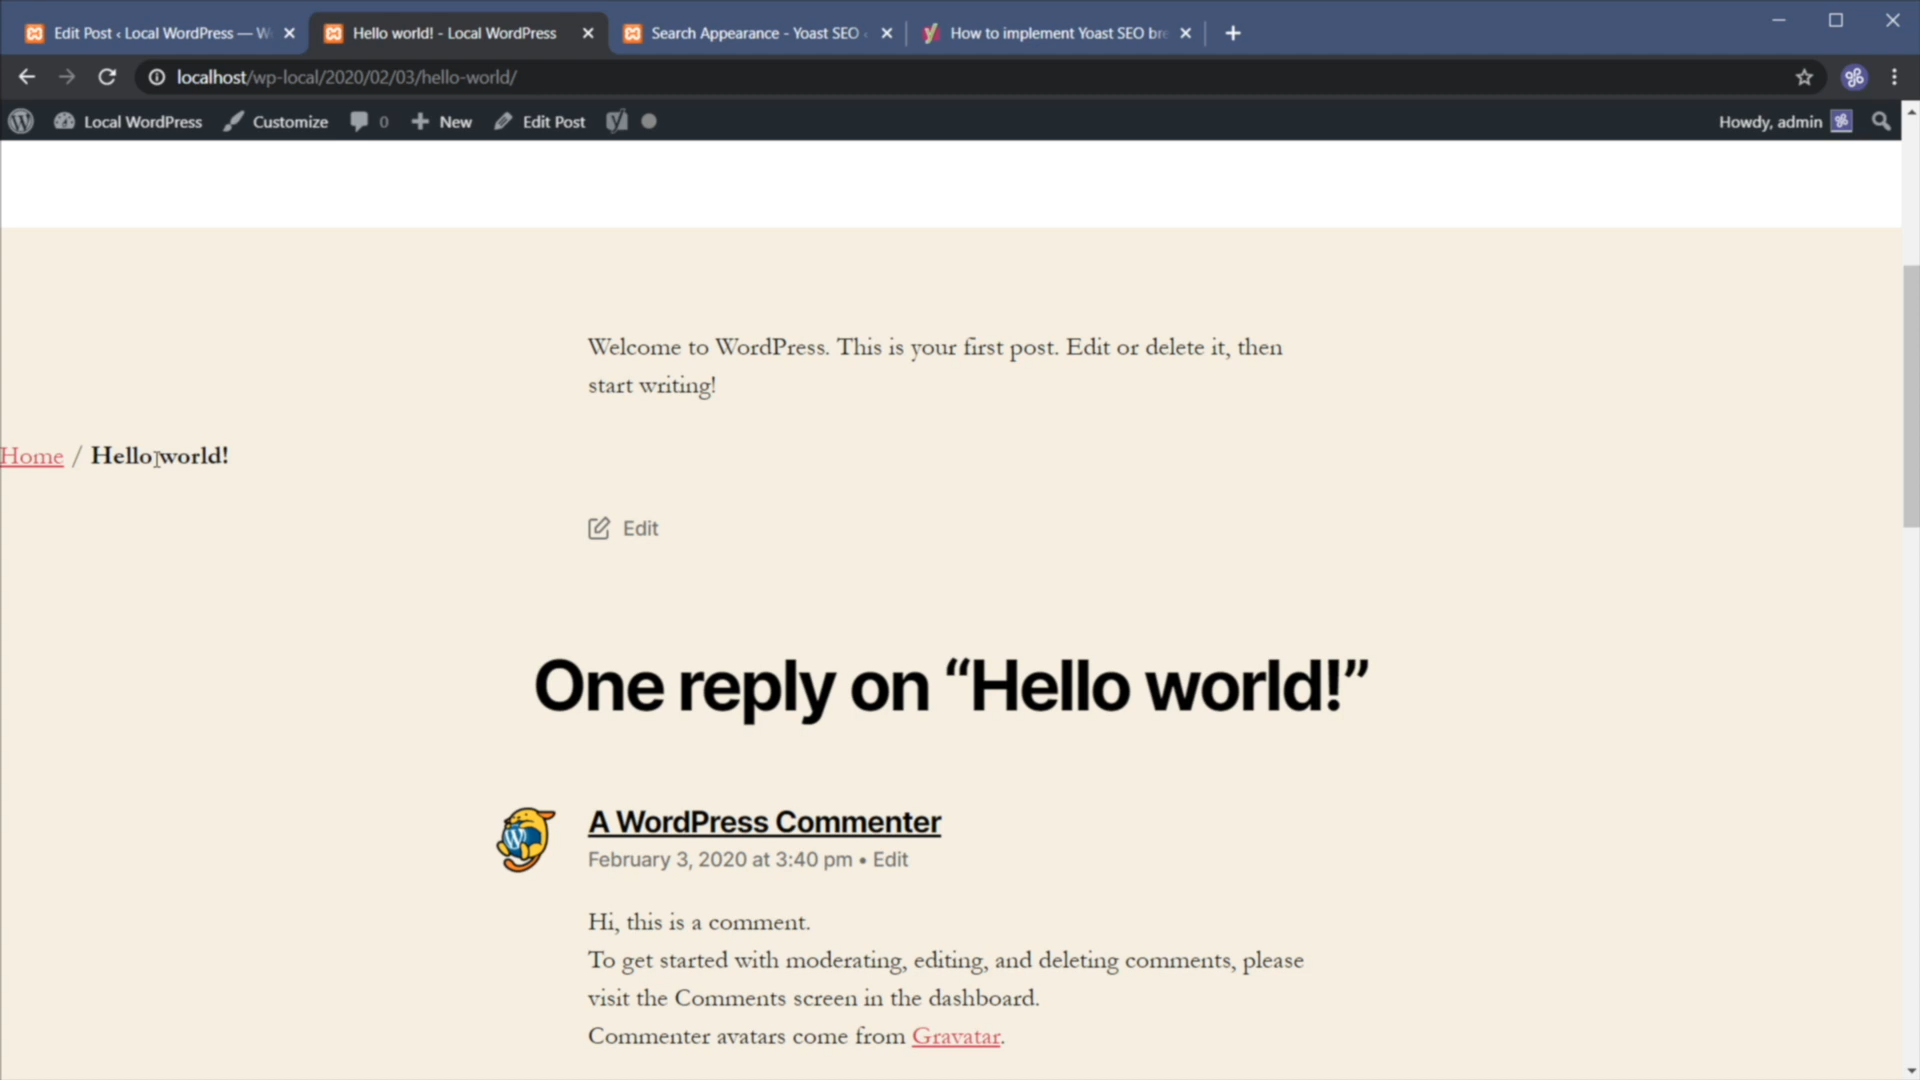 Edit Post ‹ Local WordPress — W
Hello world! - Local WordPress
Search Appearance - Yoast SEO
How to implement Yoast SEO bre
localhost/wp-local/2020/02/03/hello-world/
Local WordPress
Customize
0
New
Edit Post
Howdy, admin
Welcome to WordPress. This is your first post. Edit or delete it, then
start writing!
Home / Hello world!
Edit
One reply on “Hello world!”
A WordPress Commenter
February 3, 2020 at 3:40 pm • Edit
Hi, this is a comment.
To get started with moderating, editing, and deleting comments, please
visit the Comments screen in the dashboard.
Commenter avatars come from Gravatar.